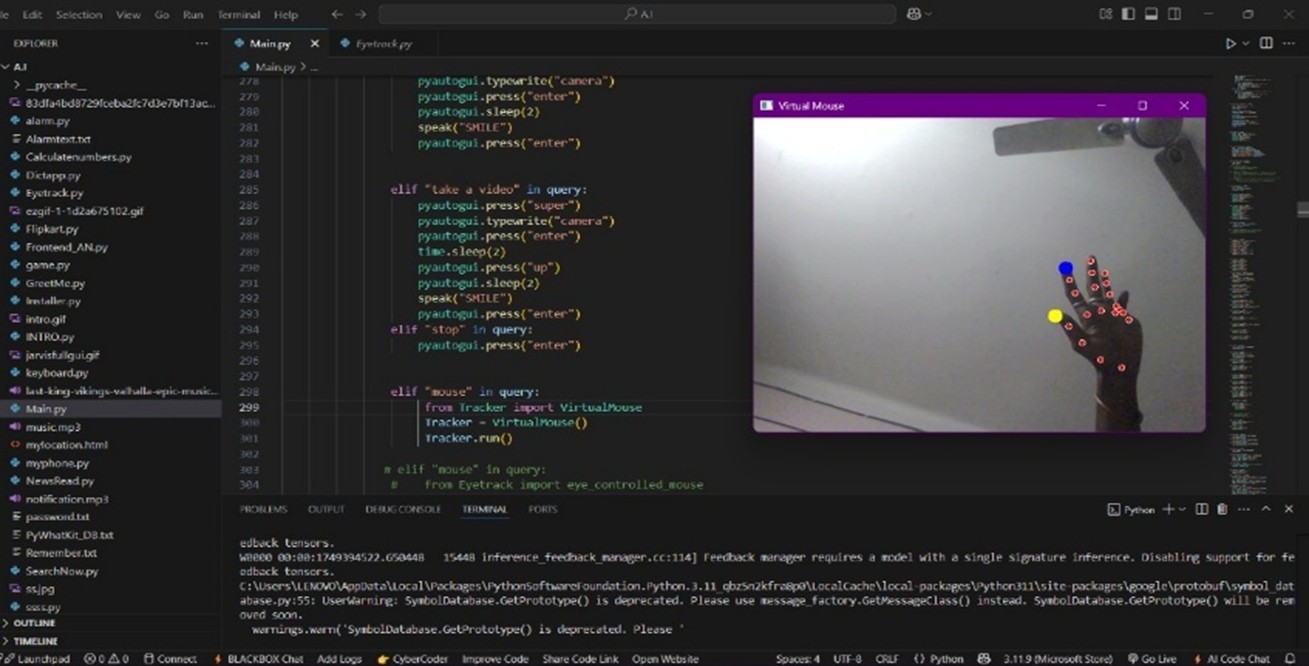 le Edit Selection View Go Run Terminal Help A.I
EXPLORER ...
A.I
__pycache__
83dfa4bd8729fceba2fc7d3e7bf13ac...
alarm.py
Alarmtext.txt
Calculatenumbers.py
Dictapp.py
Eyetrack.py
ezgif-1-1d2a675102.gif
Flipkart.py
Frontend_AN.py
game.py
GreetMe.py
Installer.py
intro.gif
INTRO.py
jarvisfullgui.gif
keyboard.py
last-king-vikings-valhalla-epic-music...
Main.py
music.mp3
mylocation.html
myphone.py
NewsRead.py
notification.mp3
password.txt
PyWhatKit_DB.txt
Remember.txt
SearchNow.py
ss.jpg
ssss.py
OUTLINE
TIMELINE
Main.py Eyetrack.py
Main.py > ...
278 pyautogui.typewrite("camera")
279 pyautogui.press("enter")
280 pyautogui.sleep(2)
281 speak("SMILE")
282 pyautogui.press("enter")
283
284
285 elif "take a video" in query:
286 pyautogui.press("super")
287 pyautogui.typewrite("camera")
288 pyautogui.press("enter")
289 time.sleep(2)
290 pyautogui.press("up")
291 pyautogui.sleep(2)
292 speak("SMILE")
293 pyautogui.press("enter")
294 elif "stop" in query:
295 pyautogui.press("enter")
296
297
298 elif "mouse" in query:
299 from Tracker import VirtualMouse
300 Tracker = VirtualMouse()
301 Tracker.run()
302
303 # elif "mouse" in query:
304 # from Eyetrack import eye_controlled_mouse
Virtual Mouse
PROBLEMS OUTPUT DEBUG CONSOLE TERMINAL PORTS Python
edback tensors.
W0000 00:00:1749394522.650448 15448 inference_feedback_manager.cc:114] Feedback manager requires a model with a single signature inference. Disabling support for fe
edback tensors.
C:\Users\LENOVO\AppData\Local\Packages\PythonSoftwareFoundation.Python.3.11_qbz5n2kfra8p0\LocalCache\local-packages\Python311\site-packages\google\protobuf\symbol_dat
abase.py:55: UserWarning: SymbolDatabase.GetPrototype() is deprecated. Please use message_factory.GetMessageClass() instead. SymbolDatabase.GetPrototype() will be rem
oved soon.
warnings.warn('SymbolDatabase.GetPrototype() is deprecated. Please '
Launchpad 0 0 Connect BLACKBOX Chat Add Logs CyberCoder Improve Code Share Code Link Open Website Spaces: 4 UTF-8 CRLF {} Python 3.11.9 (Microsoft Store) Go Live AI Code Chat